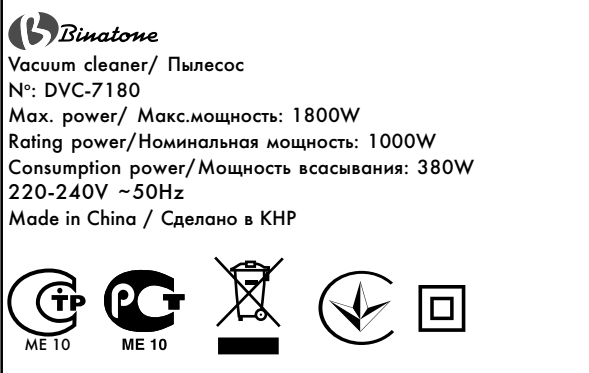 Binatone
Vacuum cleaner/ Пылесос
Nº: DVC-7180
Max. power/ Макс.мощность: 1800W
Rating power/Номинальная мощность: 1000W
Consumption power/Мощность всасывания: 380W
220-240V ~50Hz
Made in China / Сделано в КНР
ME 10
ME 10